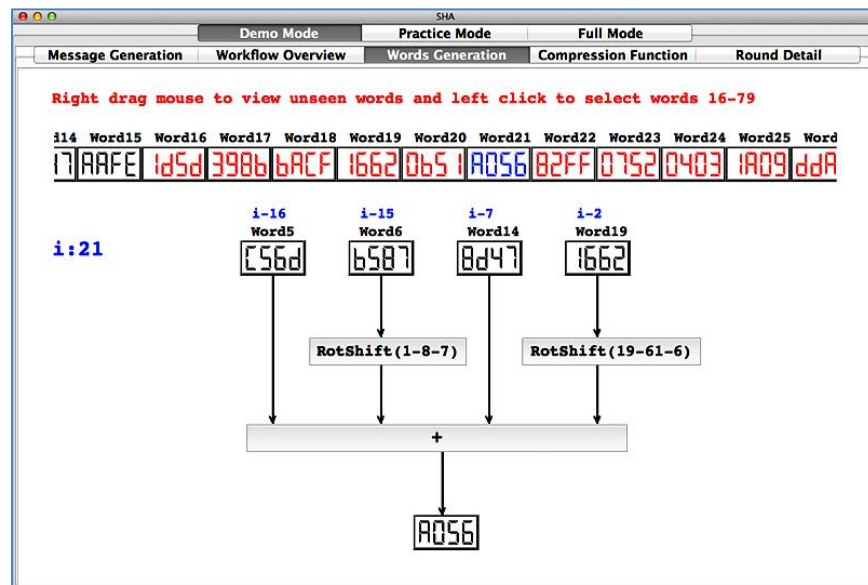 SHA
Demo Mode Practice Mode Full Mode
Message Generation Workflow Overview Words Generation Compression Function Round Detail
Right drag mouse to view unseen words and left click to select words 16-79
d14 Word15 Word16 Word17 Word18 Word19 Word20 Word21 Word22 Word23 Word24 Word25 Word
17 AAFE 1d5d 398b bACF 1662 0b51 A056 82FF 0752 0403 1A09 ddA
i-16 i-15 i-7 i-2
Word5 Word6 Word14 Word19
i:21 C56d b587 8d47 1662
RotShift(1-8-7) RotShift(19-61-6)
+
A056